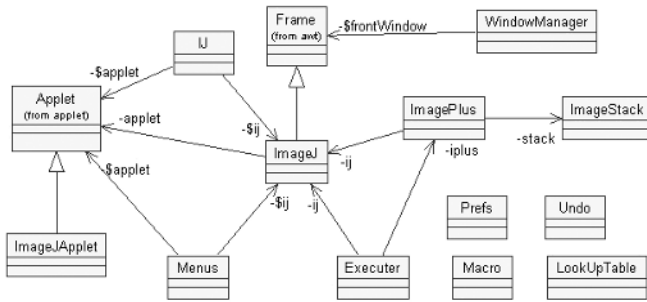 Frame
(from awt)
-$frontWindow
WindowManager
IJ
-$applet
Applet
(from applet)
-applet
-$ij
ImagePlus
ImageStack
-stack
ImageJ
-ij
-iplus
-$applet
-$ij
-ij
Prefs
Undo
ImageJApplet
Menus
Executer
Macro
LookUpTable